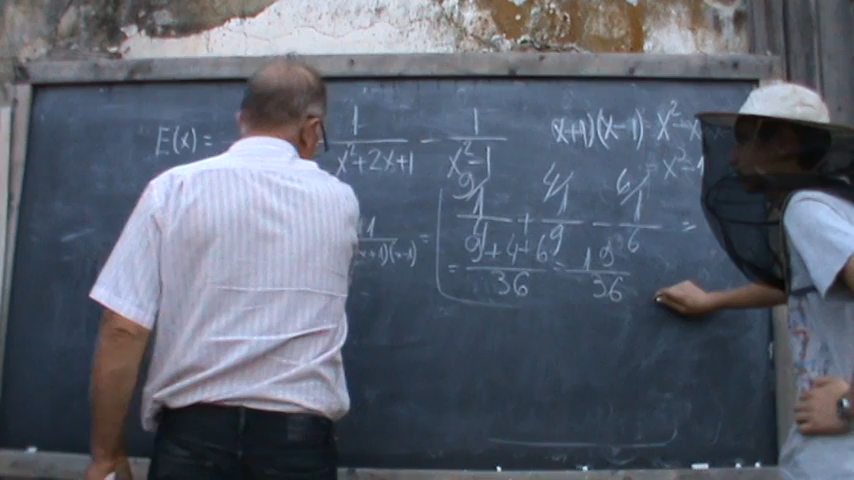 E(x) = 1/(x²+2x+1) - 1/(x²-1)
(x+1)(x-1) = x² - x
= x² - 1
9/ 4/ 6/
1/4 + 1/9 - 1/6 =
1/(x+1)(x-1) =
= (9+4+6)/36 = 19/36